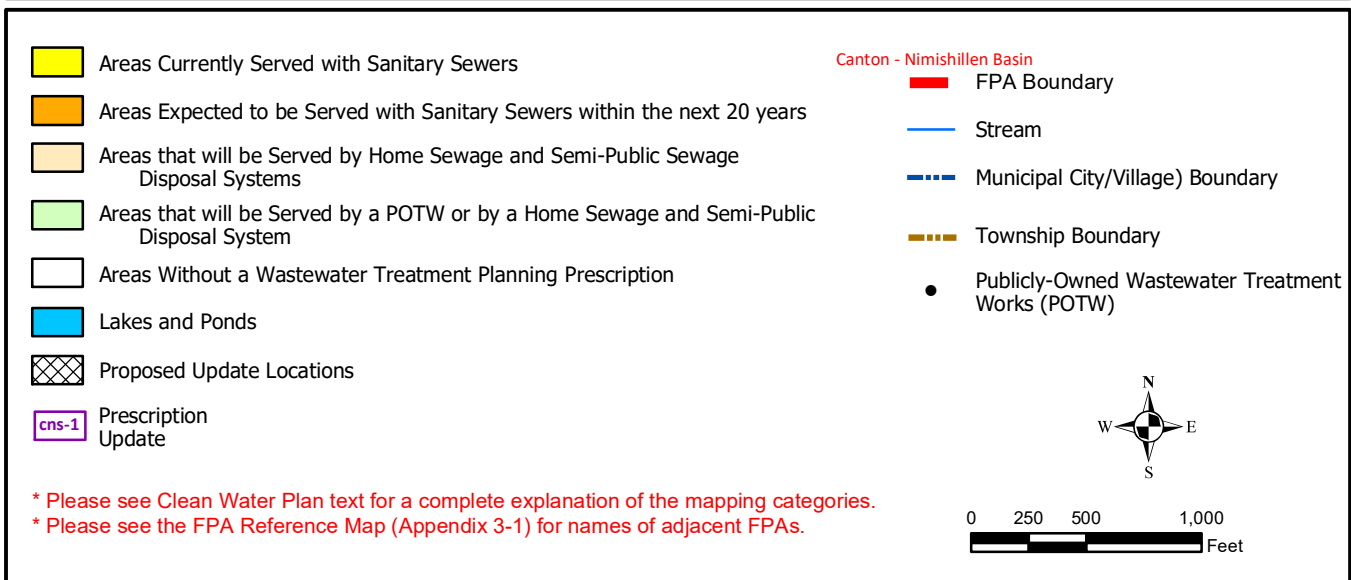 Areas Currently Served with Sanitary Sewers
Areas Expected to be Served with Sanitary Sewers within the next 20 years
Areas that will be Served by Home Sewage and Semi-Public Sewage
Disposal Systems
Areas that will be Served by a POTW or by a Home Sewage and Semi-Public
Disposal System
Areas Without a Wastewater Treatment Planning Prescription
Lakes and Ponds
Proposed Update Locations
cns-1
Prescription
Update
* Please see Clean Water Plan text for a complete explanation of the mapping categories.
* Please see the FPA Reference Map (Appendix 3-1) for names of adjacent FPAs.
Canton - Nimishillen Basin
FPA Boundary
Stream
Municipal City/Village) Boundary
Township Boundary
Publicly-Owned Wastewater Treatment
Works (POTW)
N
W E
S
0 250 500 1,000
Feet